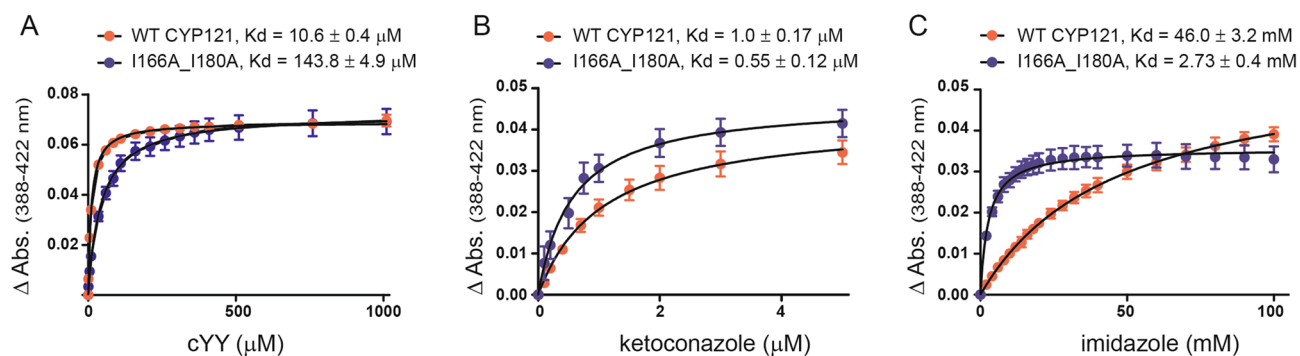 A
WT CYP121, Kd = 10.6 ± 0.4 μM
I166A_I180A, Kd = 143.8 ± 4.9 μM
Δ Abs. (388-422 nm)
0.08
0.06
0.04
0.02
0
500
1000
cYY (μM)
B
WT CYP121, Kd = 1.0 ± 0.17 μM
I166A_I180A, Kd = 0.55 ± 0.12 μM
Δ Abs. (388-422 nm)
0.05
0.04
0.03
0.02
0.01
0.00
0
2
4
ketoconazole (μM)
C
WT CYP121, Kd = 46.0 ± 3.2 mM
I166A_I180A, Kd = 2.73 ± 0.4 mM
Δ Abs. (388-422 nm)
0.05
0.04
0.03
0.02
0.01
0.00
0
50
100
imidazole (mM)